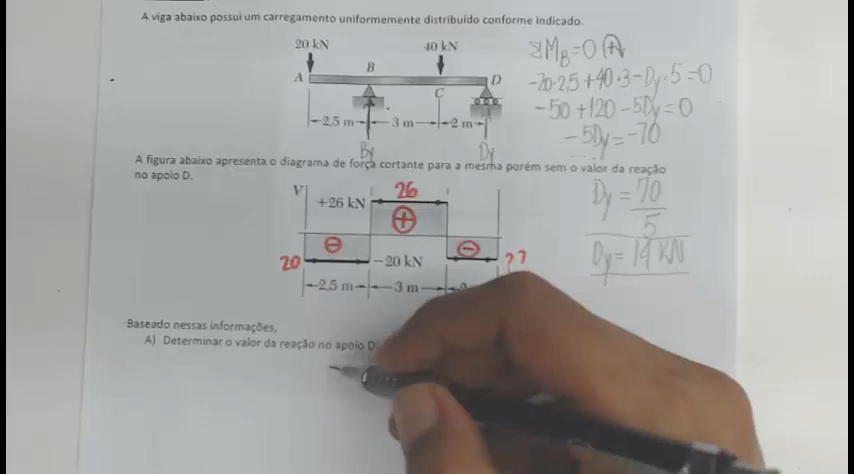 A viga abaixo possui um carregamento uniformemente distribuído conforme indicado.
20 kN
40 kN
A
B
C
D
2,5 m
3 m
2 m
By
Dy
ΣM_B=0
-20·2,5+40·3-Dy·5=0
-50+120-5Dy=0
-5Dy=-70
Dy=70/5
Dy=14 kN
A figura abaixo apresenta o diagrama de força cortante para a mesma porém sem o valor da reação
no apoio D.
V
+26 kN
26
+
-
-
20
-20 kN
??
2,5 m
3 m
Baseado nessas informações,
A) Determinar o valor da reação no apoio D.